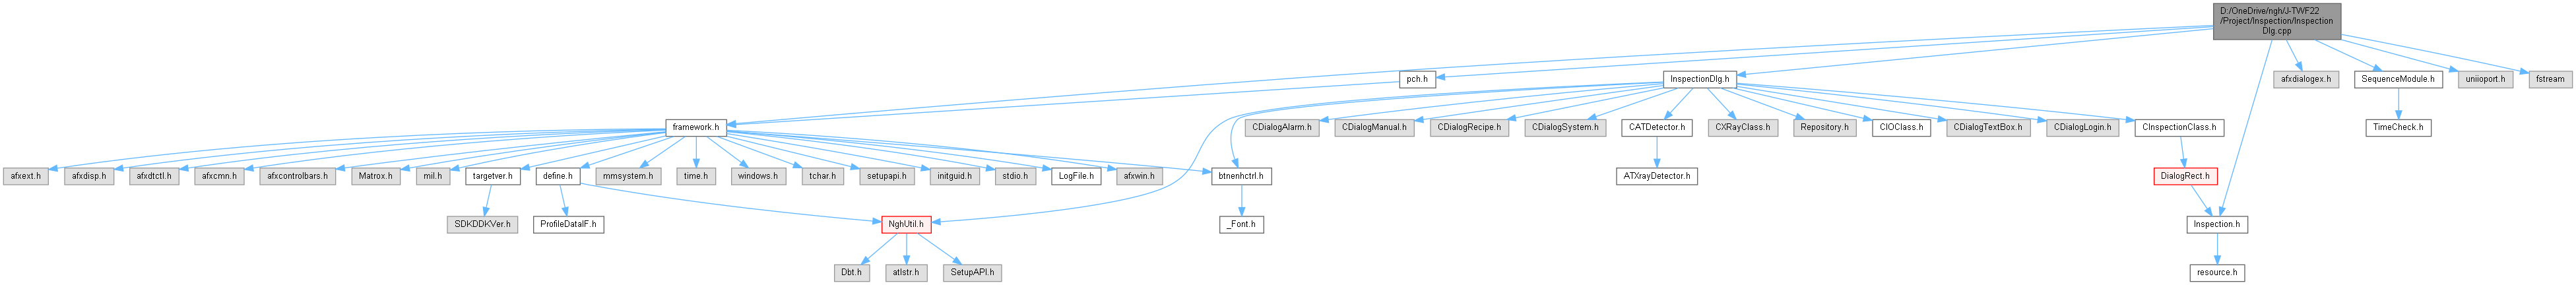 D:/OneDrive/ngh/J-TWF22
/Project/Inspection/Inspection
Dlg.cpp
pch.h
InspectionDlg.h
afxdialogex.h
SequenceModule.h
uniioport.h
fstream
framework.h
CDialogAlarm.h
CDialogManual.h
CDialogRecipe.h
CDialogSystem.h
CATDetector.h
CXRayClass.h
Repository.h
CIOClass.h
CDialogTextBox.h
CDialogLogin.h
CInspectionClass.h
TimeCheck.h
afxext.h
afxdisp.h
afxdtctl.h
afxcmn.h
afxcontrolbars.h
Matrox.h
mil.h
targetver.h
define.h
mmsystem.h
time.h
windows.h
tchar.h
setupapi.h
initguid.h
stdio.h
LogFile.h
afxwin.h
btnenhctrl.h
ATXrayDetector.h
DialogRect.h
SDKDDKVer.h
ProfileDataIF.h
NghUtil.h
_Font.h
Inspection.h
Dbt.h
atlstr.h
SetupAPI.h
resource.h